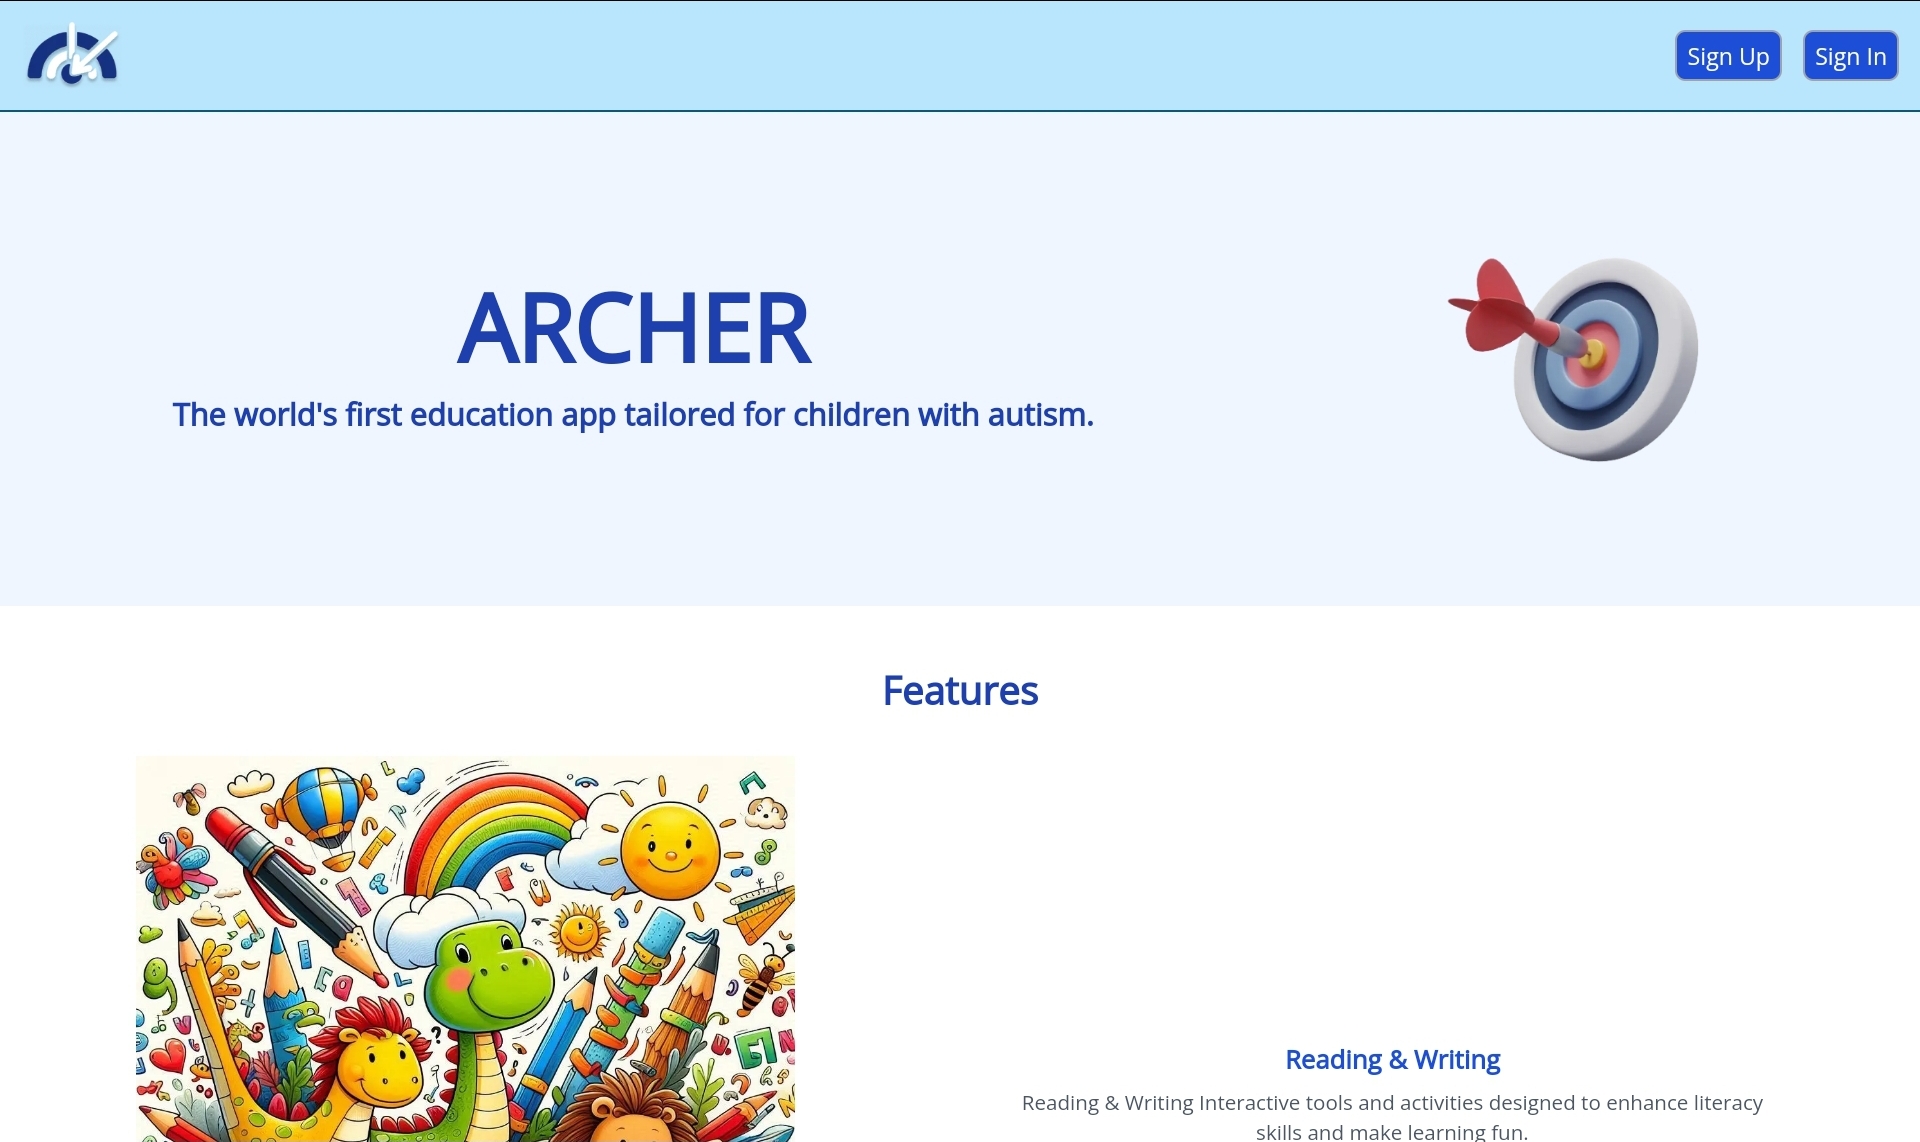 Sign Up
Sign In
ARCHER
The world's first education app tailored for children with autism.
Features
Reading & Writing
Reading & Writing Interactive tools and activities designed to enhance literacy
skills and make learning fun.